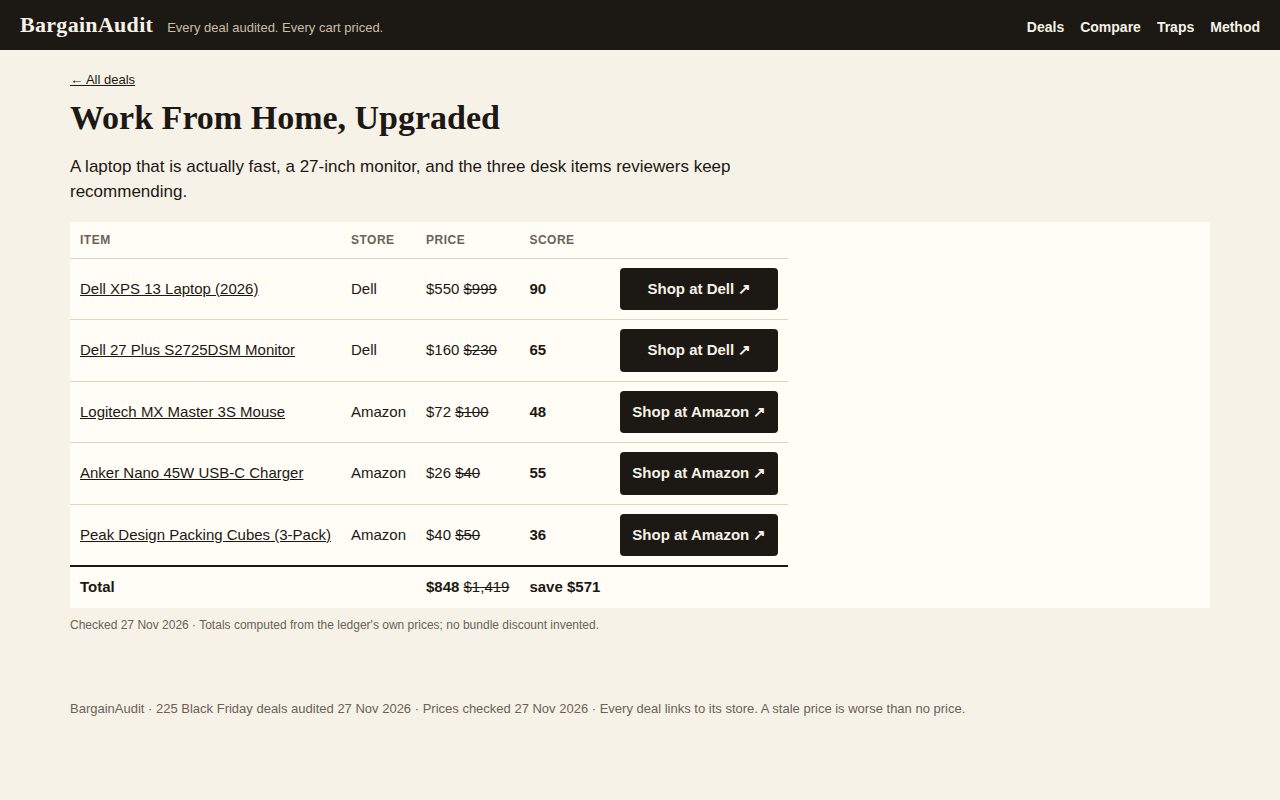 BargainAudit Every deal audited. Every cart priced. Deals Compare Traps Method
← All deals
Work From Home, Upgraded
A laptop that is actually fast, a 27-inch monitor, and the three desk items reviewers keep
recommending.
ITEM STORE PRICE SCORE
Dell XPS 13 Laptop (2026) Dell $550 $999 90 Shop at Dell ↗
Dell 27 Plus S2725DSM Monitor Dell $160 $230 65 Shop at Dell ↗
Logitech MX Master 3S Mouse Amazon $72 $100 48 Shop at Amazon ↗
Anker Nano 45W USB-C Charger Amazon $26 $40 55 Shop at Amazon ↗
Peak Design Packing Cubes (3-Pack) Amazon $40 $50 36 Shop at Amazon ↗
Total $848 $1,419 save $571
Checked 27 Nov 2026 · Totals computed from the ledger's own prices; no bundle discount invented.
BargainAudit · 225 Black Friday deals audited 27 Nov 2026 · Prices checked 27 Nov 2026 · Every deal links to its store. A stale price is worse than no price.